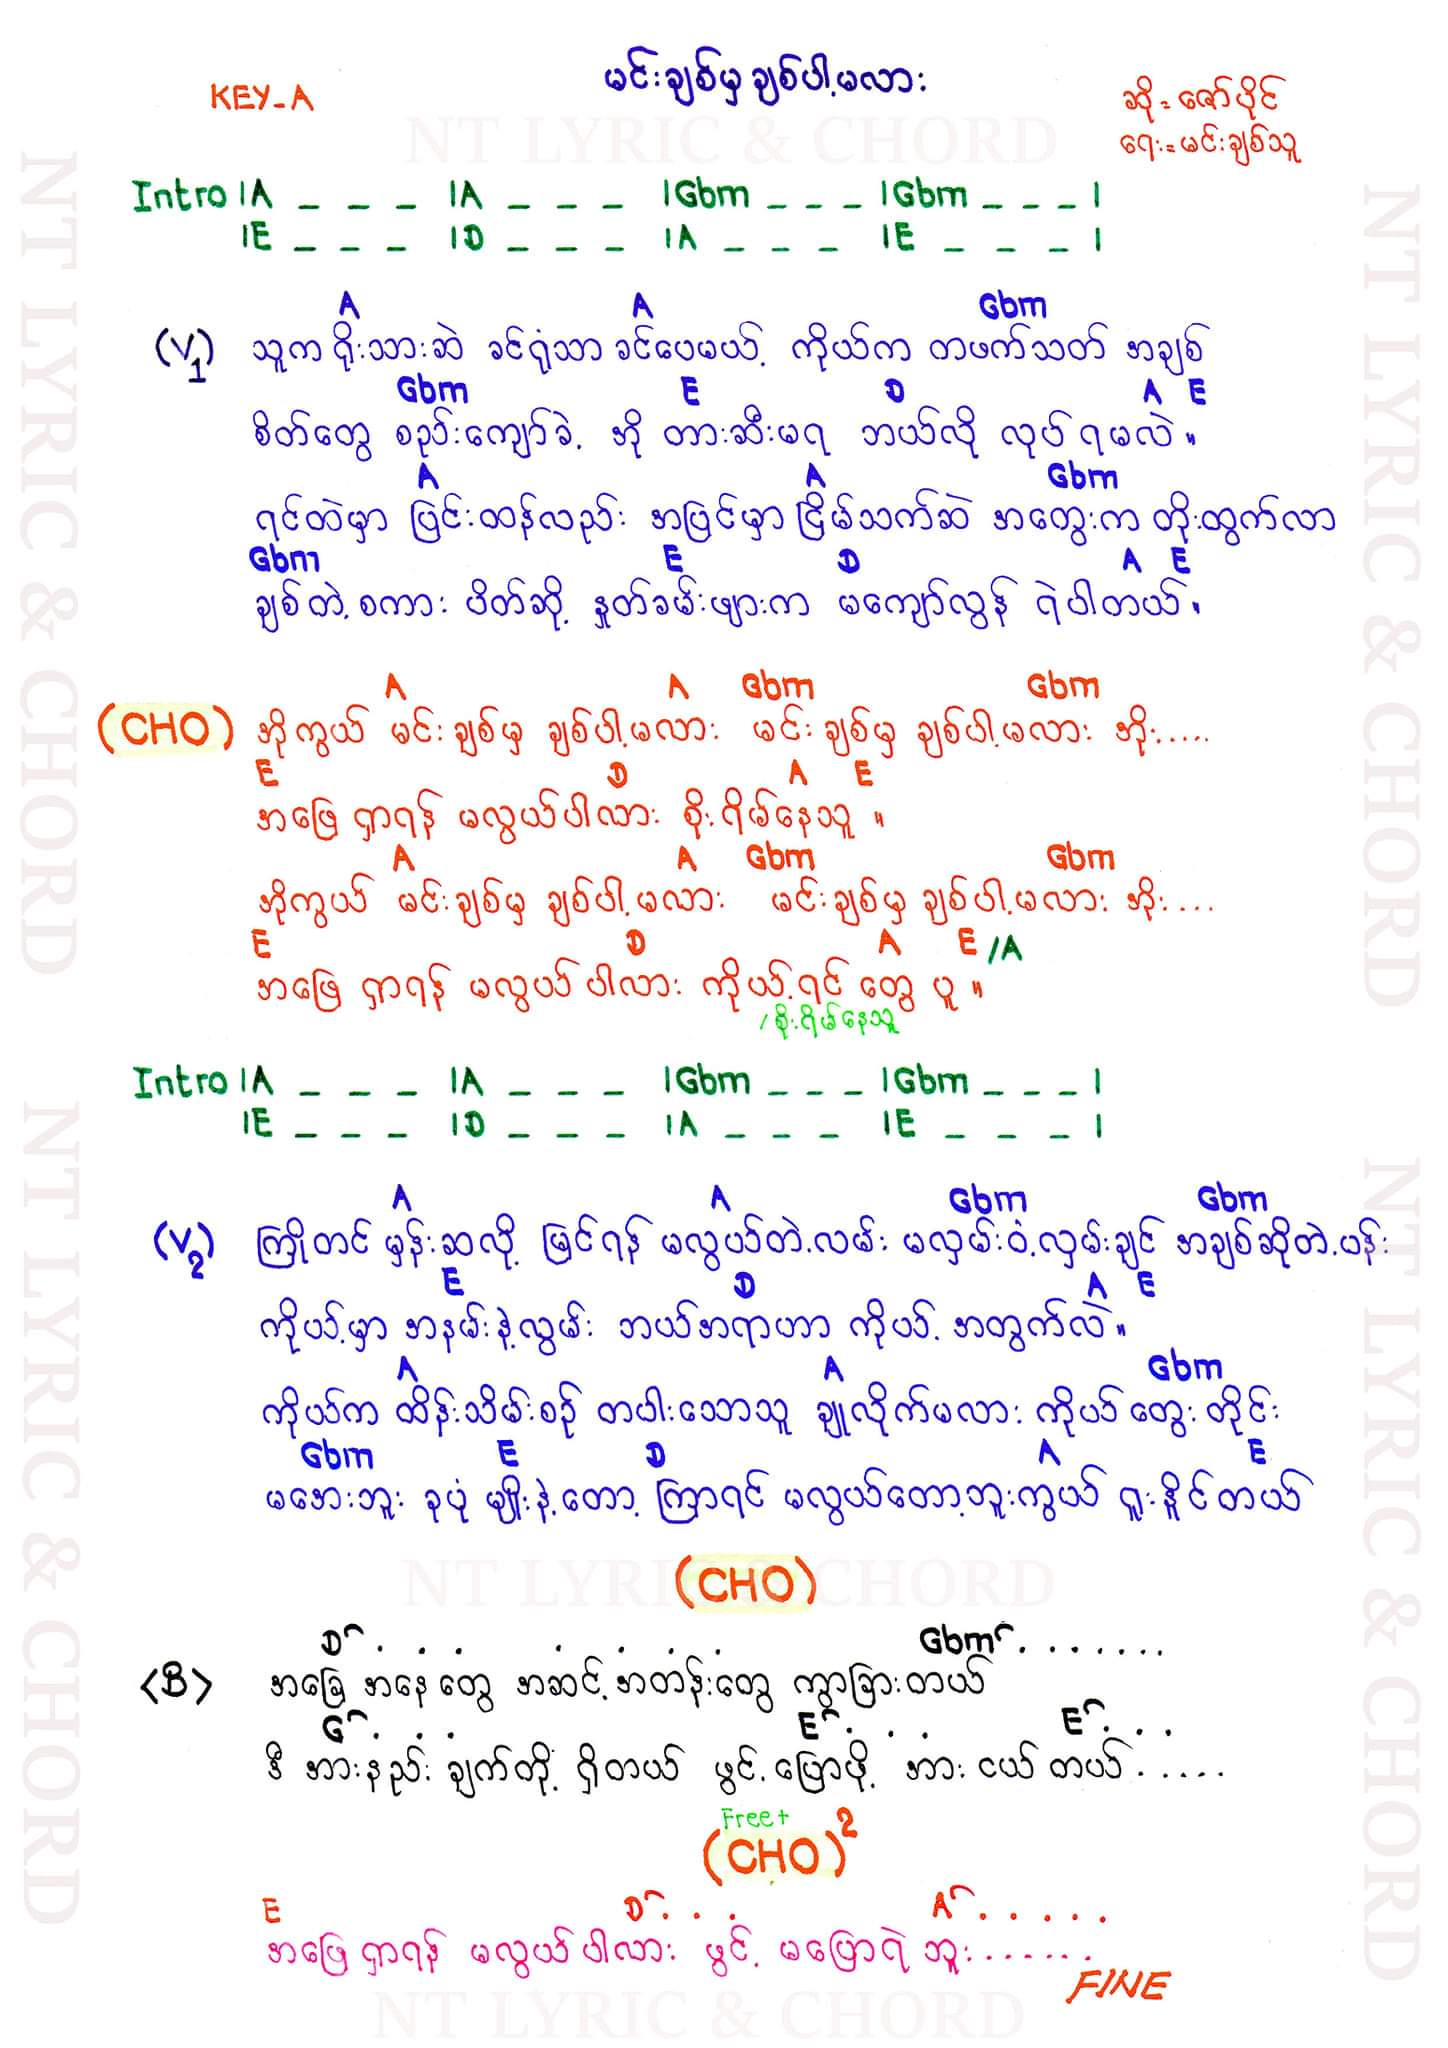 မင်းချစ်မှ ချစ်ပါ့မလား
KEY-A
ဆို = ဇော်ပိုင်
ရေး = မင်းချစ်သူ
NT LYRIC & CHORD
Intro |A _ _ _ |A _ _ _ |Gbm _ _ _ |Gbm _ _ _ |
|E _ _ _ |D _ _ _ |A _ _ _ |E _ _ _ |
A A Gbm
(V1) သူက ရိုးသားဆဲ ခင်ရုံသာ ခင်ပေမယ့် ကိုယ်က တဖက်သတ် အချစ်
Gbm E D A E
စိတ်တွေ စည်းကျော်ခဲ့ အို တားဆီးမရ ဘယ်လို လုပ်ရမလဲ။
A A Gbm
ရင်ထဲမှာ ပြင်းထန်လည်း အပြင်မှာ ငြိမ်သက်ဆဲ အတွေးက တိုးထွက်လာ
Gbm E D A E
ချစ်တဲ့ စကား ပိတ်ဆို့ နှုတ်ခမ်းဖျားက မကျော်လွန် ရဲပါတယ်။
A A Gbm Gbm
(CHO) အိုကွယ် မင်းချစ်မှ ချစ်ပါ့မလား မင်းချစ်မှ ချစ်ပါ့မလား အိုး.....
E D A E
အဖြေ ရှာရန် မလွယ်ပါလား စိုးရိမ်နေသူ။
A A Gbm Gbm
အိုကွယ် မင်းချစ်မှ ချစ်ပါ့မလား မင်းချစ်မှ ချစ်ပါ့မလား အိုး....
E D A E /A
အဖြေ ရှာရန် မလွယ်ပါလား ကိုယ့်ရင် တွေ ပူ။
/စိုးရိမ်နေသူ
Intro |A _ _ _ |A _ _ _ |Gbm _ _ _ |Gbm _ _ _ |
|E _ _ _ |D _ _ _ |A _ _ _ |E _ _ _ |
A A Gbm Gbm
(V2) ကြိုတင် မှန်းဆလို့ မြင်ရန် မလွယ်တဲ့လမ်း မလှမ်းဝံ့လှမ်းချင် အချစ်ဆိုတဲ့ပန်း
E D A E
ကိုယ့်မှာ အနမ်းနဲ့လွမ်း ဘယ်အရာဟာ ကိုယ့် အတွက်လဲ။
A A Gbm
ကိုယ်က ထိန်းသိမ်းစဉ် တပါးသောသူ ချူလိုက်မလား ကိုယ် တွေး တိုင်း
Gbm E D A E
မအေးဘူး ခုပုံ မျိုးနဲ့တော့ ကြာရင် မလွယ်တော့ဘူးကွယ် ရူးနိုင်တယ်
(CHO)
NT LYRIC & CHORD
D . . . . . . . Gbm . . . . . . .
<B> အခြေ အနေ တွေ အဆင့်အတန်းတွေ ကွာခြားတယ်
G . . . E . . . E . . .
ဒီ အားနည်း ချက်တို့ ရှိတယ် ဖွင့်ပြောဖို့ အား ငယ် တယ်.....
Free+
(CHO)2
E D . . . A . . . . .
အဖြေ ရှာရန် မလွယ်ပါလား ဖွင့် မပြောရဲ ဘူး.......
FINE
NT LYRIC & CHORD
NT LYRIC & CHORD
NT LYRIC & CHORD
NT LYRIC & CHORD
NT LYRIC & CHORD